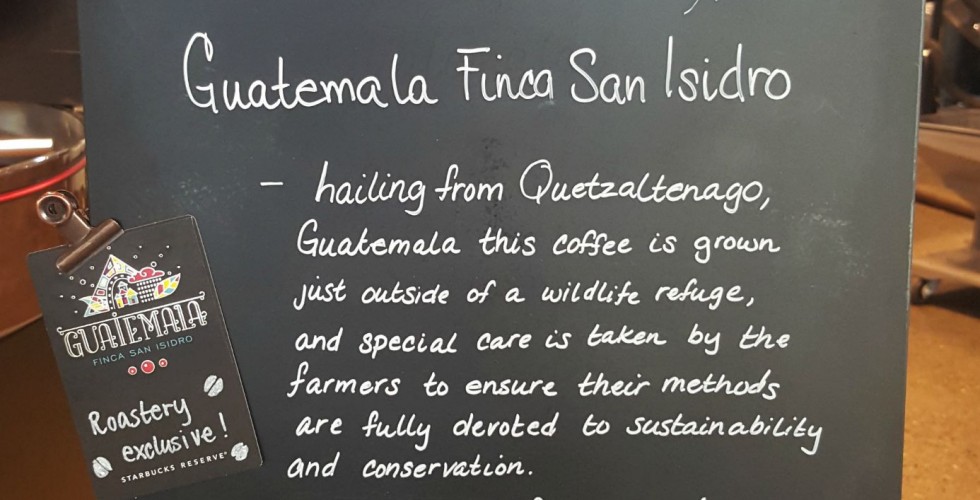 Guatemala Finca San Isidro
- hailing from Quetzaltenago,
Guatemala this coffee is grown
just outside of a wildlife refuge,
and special care is taken by the
farmers to ensure their methods
are fully devoted to sustainability
and conservation.
GUATEMALA
FINCA SAN ISIDRO
Roastery
exclusive!
STARBUCKS RESERVE